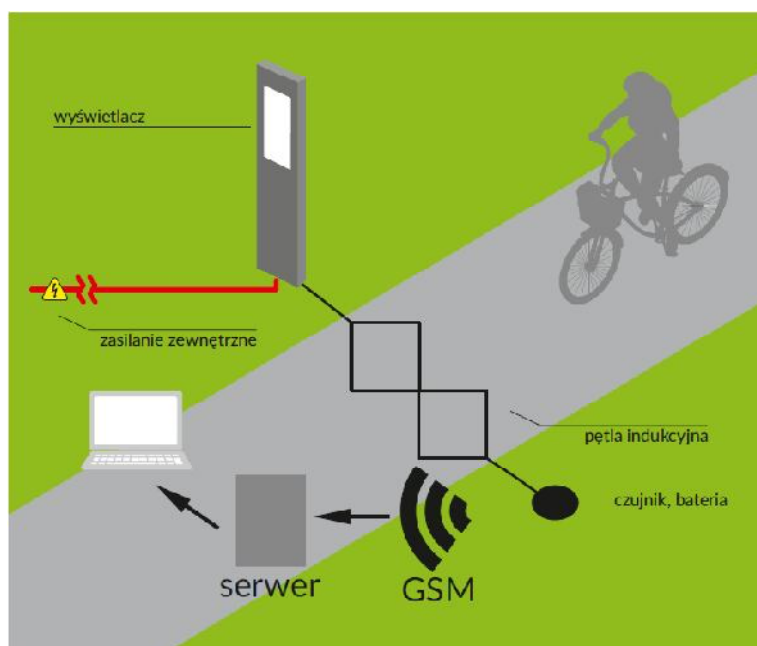 wyświetlacz
zasilanie zewnętrzne
pętla indukcyjna
czujnik, bateria
serwer
GSM